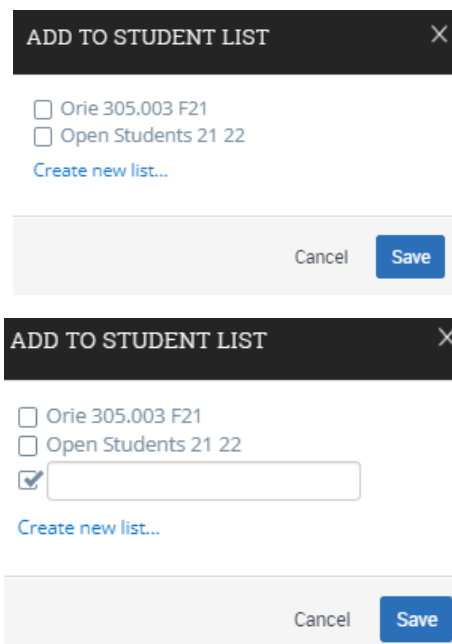 ADD TO STUDENT LIST
Orie 305.003 F21
Open Students 21 22
Create new list...
Cancel
Save
ADD TO STUDENT LIST
Orie 305.003 F21
Open Students 21 22
Create new list...
Cancel
Save